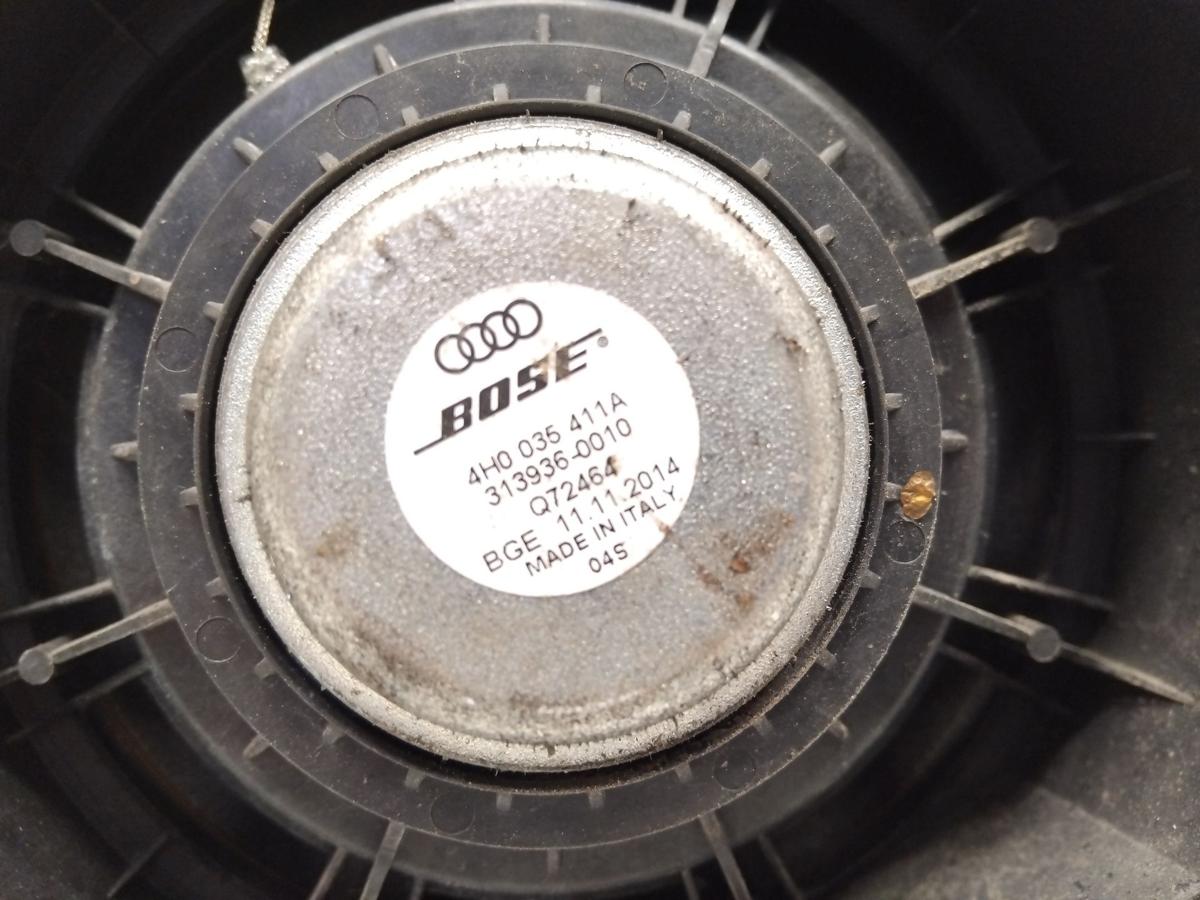 BOSE®
4H0 035 411A
313936-0010
Q72464
BGE 11.11.2014
MADE IN ITALY
04S